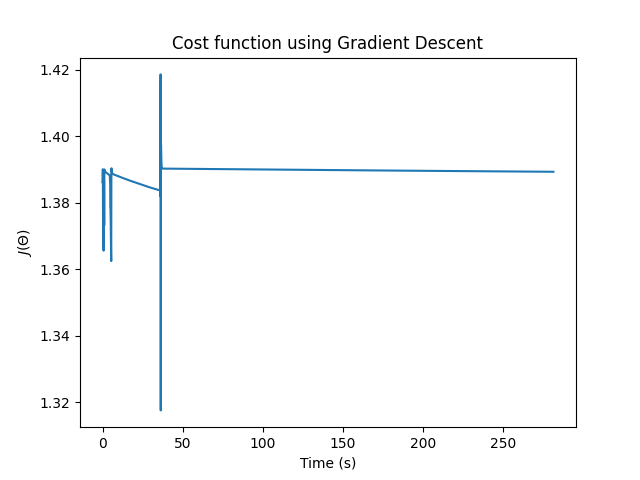 Cost function using Gradient Descent
1.42
1.40
1.38
1.36
1.34
1.32
J(Θ)
0 50 100 150 200 250
Time (s)